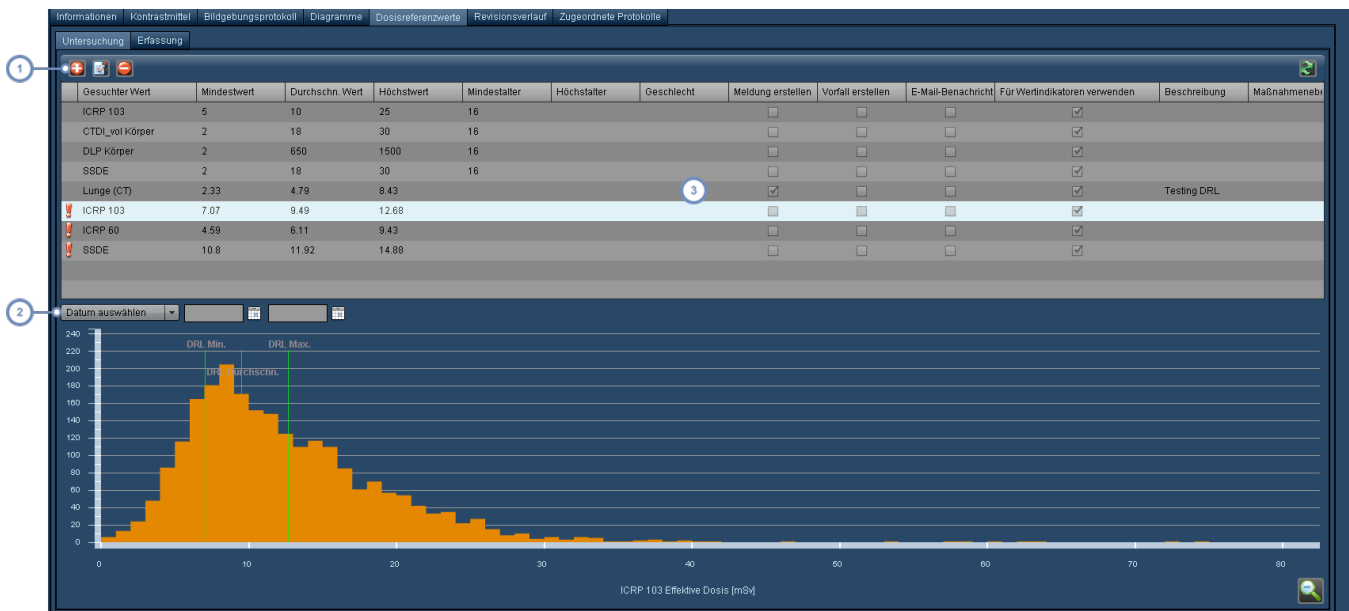 Informationen Kontrastmittel Bildgebungsprotokoll Diagramme Dosisreferenzwerte Revisionsverlauf Zugeordnete Protokolle
Untersuchung Erfassung
1
Gesuchter Wert Mindestwert Durchschn. Wert Höchstwert Mindestalter Höchstalter Geschlecht Meldung erstellen Vorfall erstellen E-Mail-Benachricht Für Wertindikatoren verwenden Beschreibung Maßnahmenebe
ICRP 103 5 10 25 16
CTDI_vol Körper 2 18 30 16
DLP Körper 2 650 1500 16
SSDE 2 18 30 16
Lunge (CT) 2.33 4.79 8.43 3 Testing DRL
ICRP 103 7.07 9.49 12.68
ICRP 60 4.59 6.11 9.43
SSDE 10.8 11.92 14.88
2 Datum auswählen
240
220
200
180
160
140
120
100
80
60
40
20
0
DRL Min. DRL Max.
DRL Durchschn.
0 10 20 30 40 50 60 70 80
ICRP 103 Effektive Dosis [mSv]